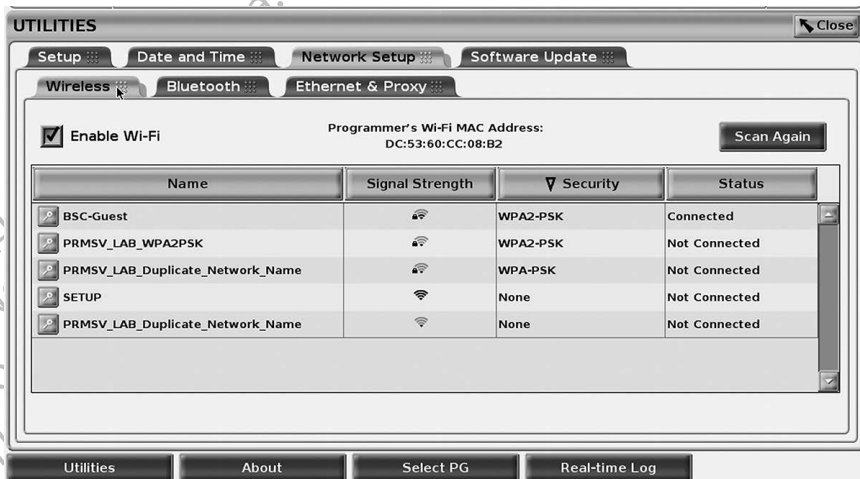 UTILITIES
Close
Setup Date and Time Network Setup Software Update
Wireless Bluetooth Ethernet & Proxy
Enable Wi-Fi
Programmer's Wi-Fi MAC Address:
DC:53:60:CC:08:B2
Scan Again
Name Signal Strength Security Status
BSC-Guest WPA2-PSK Connected
PRMSV_LAB_WPA2PSK WPA2-PSK Not Connected
PRMSV_LAB_Duplicate_Network_Name WPA-PSK Not Connected
SETUP None Not Connected
PRMSV_LAB_Duplicate_Network_Name None Not Connected
Utilities About Select PG Real-time Log